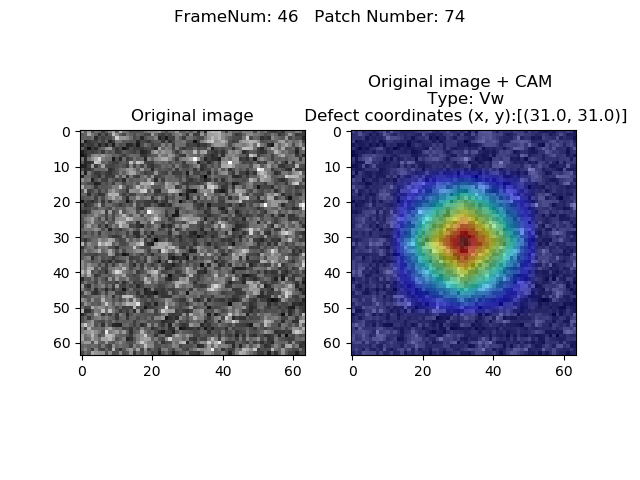 FrameNum: 46   Patch Number: 74
Original image
Original image + CAM
Type: Vw
Defect coordinates (x, y):[(31.0, 31.0)]
0
10
20
30
40
50
60
0 20 40 60
0
10
20
30
40
50
60
0 20 40 60